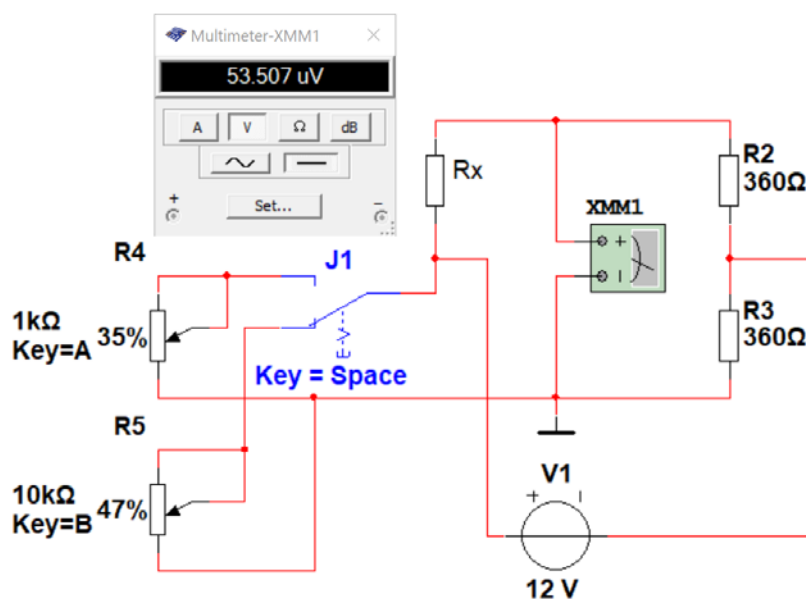 Multimeter-XMM1
53.507 uV
A V Ω dB
+ Set... −
Rx
R2
360Ω
XMM1
+
I
R3
360Ω
R4
1kΩ
Key=A
35%
J1
E-V
Key = Space
R5
10kΩ
Key=B
47%
V1
+ I
12 V